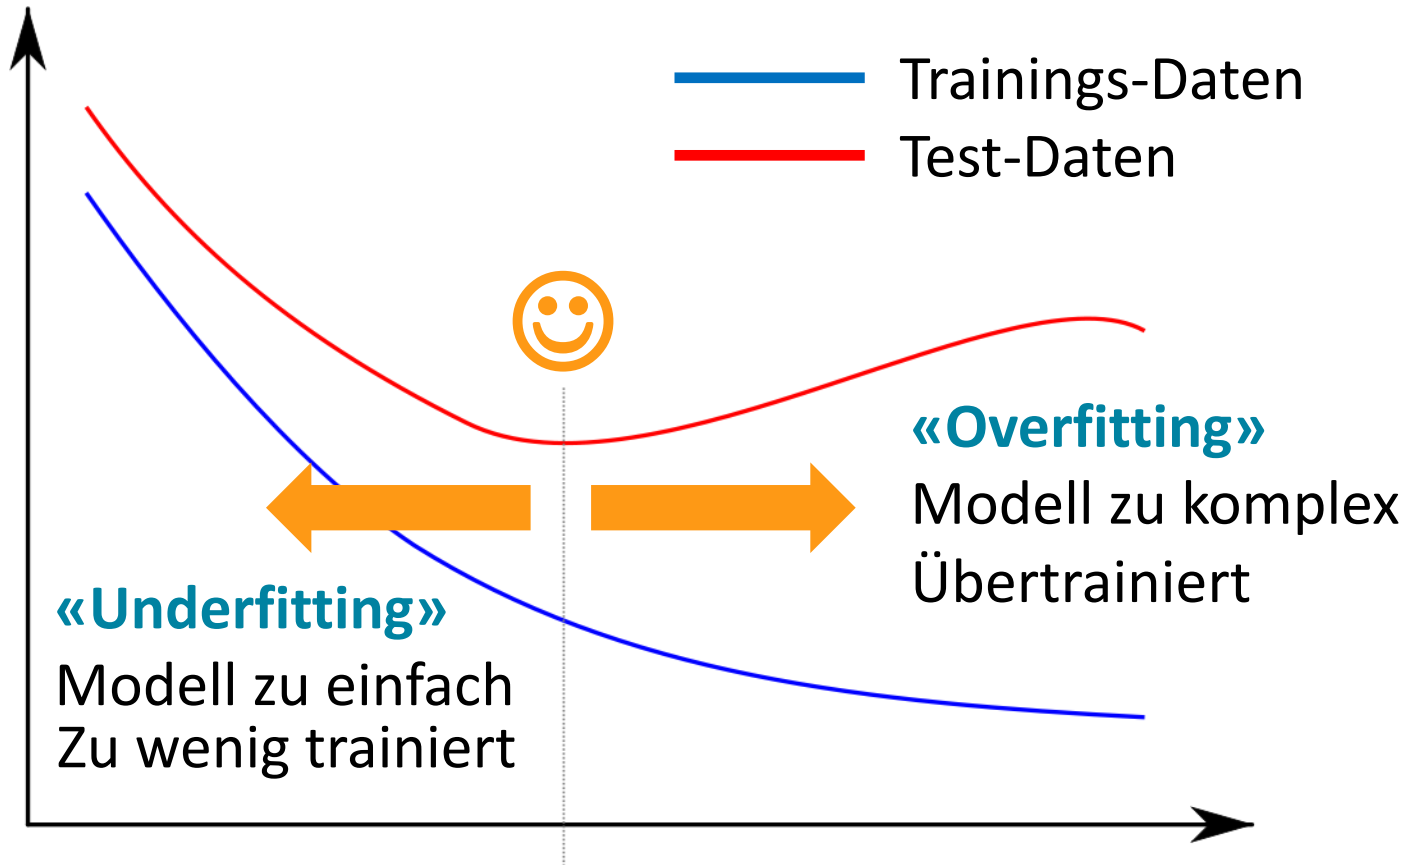 Trainings-Daten
Test-Daten
«Overfitting»
Modell zu komplex
Übertrainiert
«Underfitting»
Modell zu einfach
Zu wenig trainiert